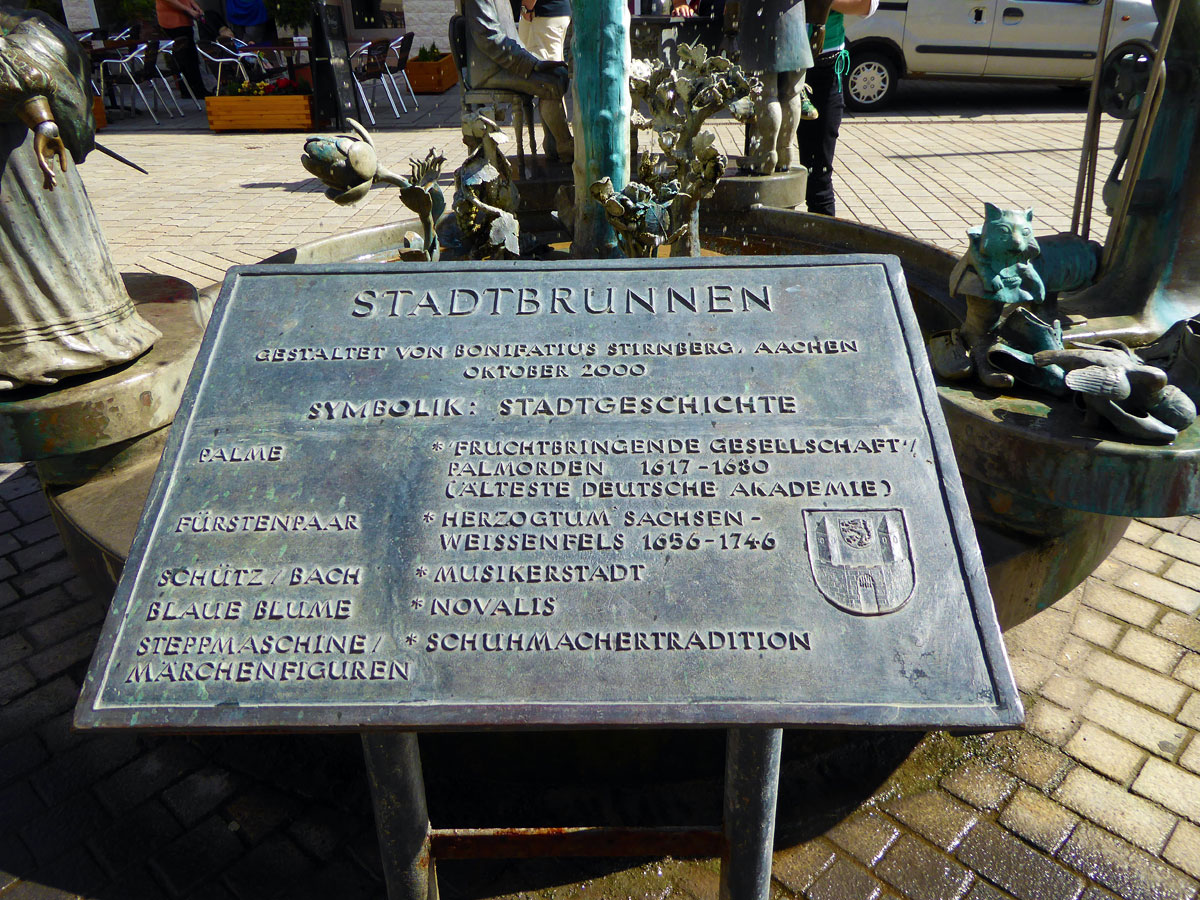 STADTBRUNNEN
GESTALTET VON BONIFATIUS STIRNBERG, AACHEN
OKTOBER 2000
SYMBOLIK: STADTGESCHICHTE
PALME * "FRUCHTBRINGENDE GESELLSCHAFT"/
PALMORDEN 1617-1680
(ÄLTESTE DEUTSCHE AKADEMIE)
FÜRSTENPAAR * HERZOGTUM SACHSEN-
WEISSENFELS 1656-1746
SCHÜTZ / BACH * MUSIKERSTADT
BLAUE BLUME * NOVALIS
STEPPMASCHINE/ * SCHUHMACHERTRADITION
MÄRCHENFIGUREN